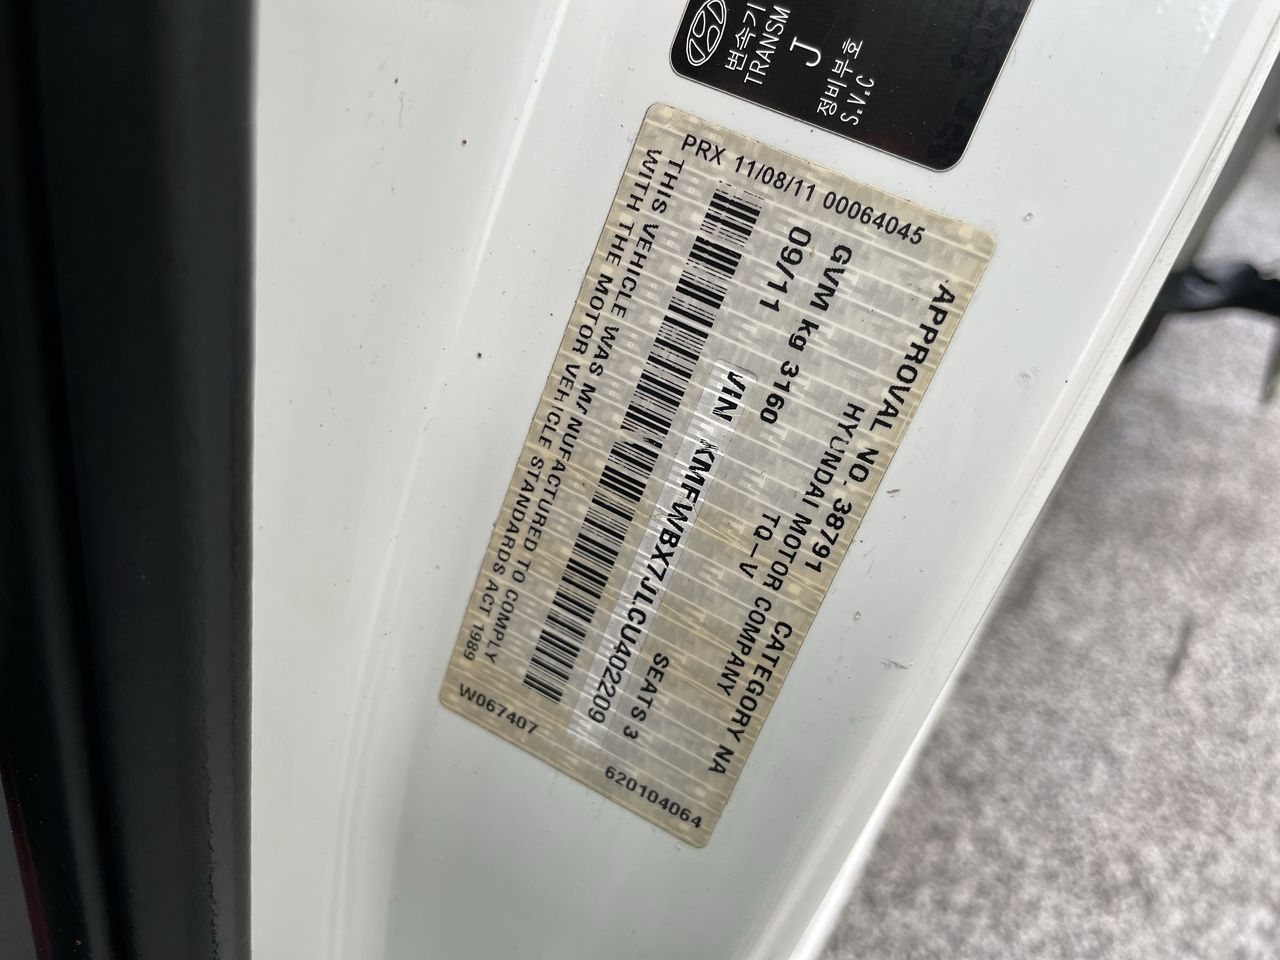 변속기
TRANSM
J
정비부호
S.V.C
PRX 11/08/11 00064045
APPROVAL NO. 38791 CATEGORY NA
HYUNDAI MOTOR COMPANY
GVM kg 3160 TQ-V
09/11 SEATS 3
VIN KMFWBX7JLCU402209
THIS VEHICLE WAS MANUFACTURED TO COMPLY
WITH THE MOTOR VEHICLE STANDARDS ACT 1989
W067407 620104064